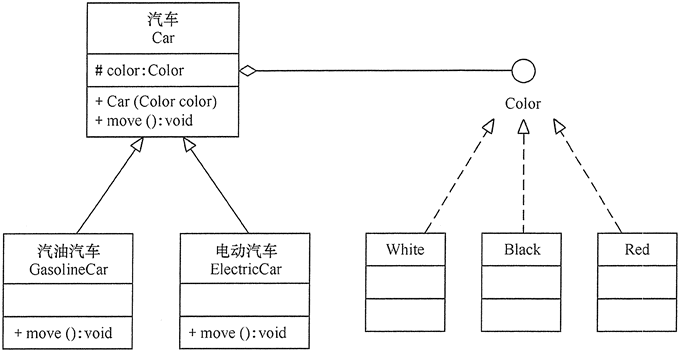 汽车
Car
# color:Color
+ Car (Color color)
+ move ():void
Color
汽油汽车
GasolineCar
+ move ():void
电动汽车
ElectricCar
+ move ():void
White
Black
Red